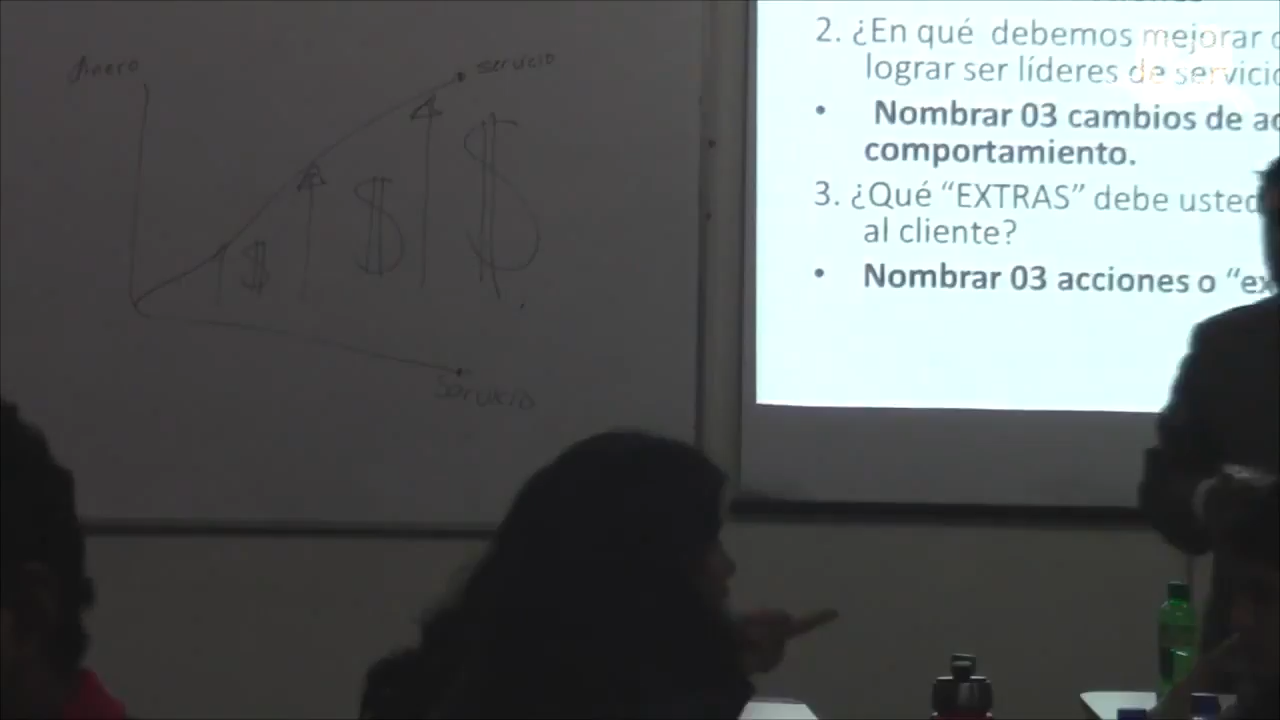 dinero
servicio
$
$
$
Servicio
2. ¿En qué debemos mejorar
lograr ser líderes de servicio
• Nombrar 03 cambios de
comportamiento.
3. ¿Qué “EXTRAS” debe usted
al cliente?
• Nombrar 03 acciones o